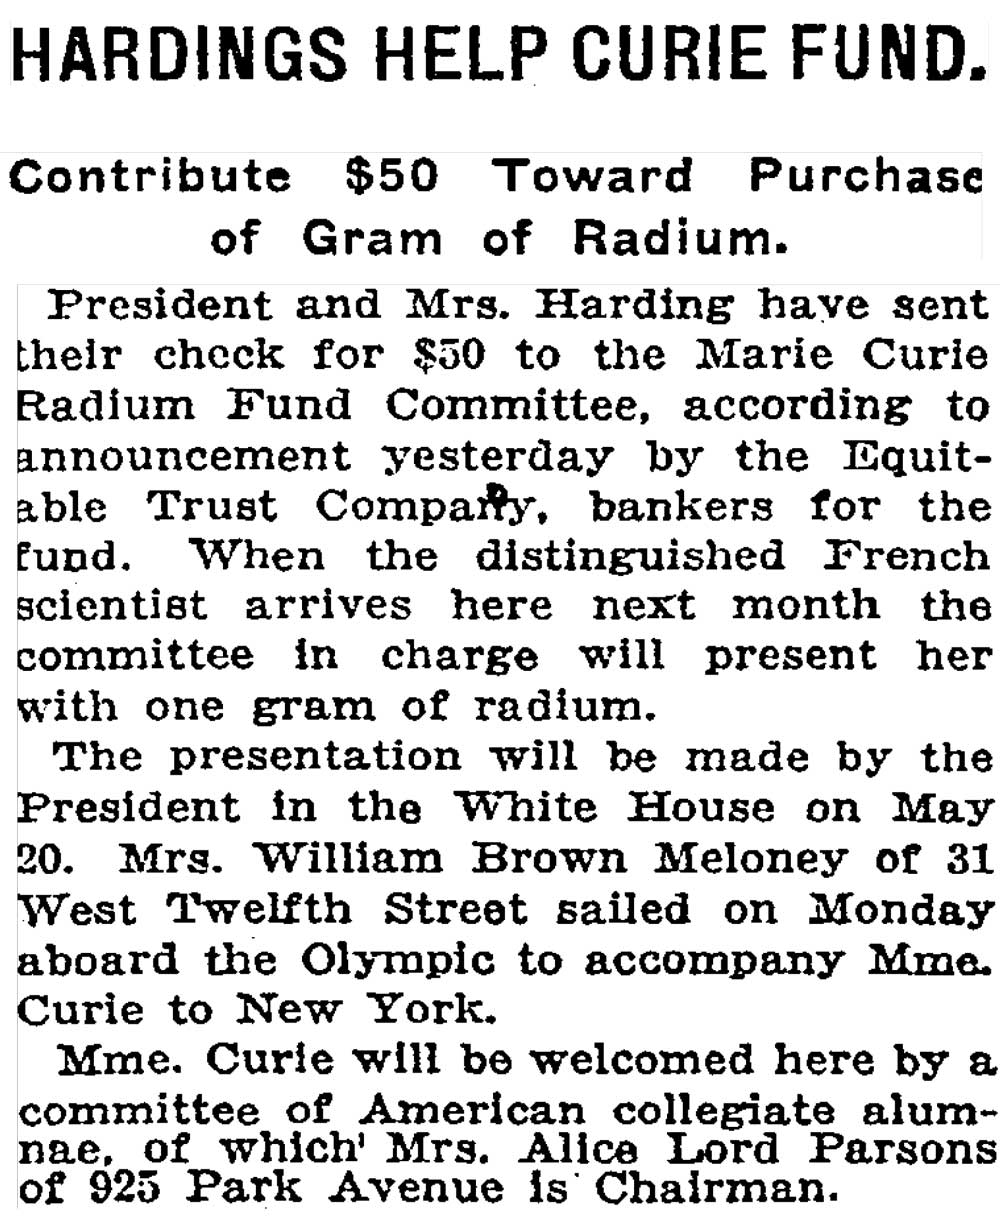 HARDINGS HELP CURIE FUND.
Contribute $50 Toward Purchase
of Gram of Radium.
President and Mrs. Harding have sent
their check for $50 to the Marie Curie
Radium Fund Committee, according to
announcement yesterday by the Equit-
able Trust Company, bankers for the
fund. When the distinguished French
scientist arrives here next month the
committee in charge will present her
with one gram of radium.
The presentation will be made by the
President in the White House on May
20. Mrs. William Brown Meloney of 31
West Twelfth Street sailed on Monday
aboard the Olympic to accompany Mme.
Curie to New York.
Mme. Curie will be welcomed here by a
committee of American collegiate alum-
nae, of which Mrs. Alice Lord Parsons
of 925 Park Avenue is Chairman.